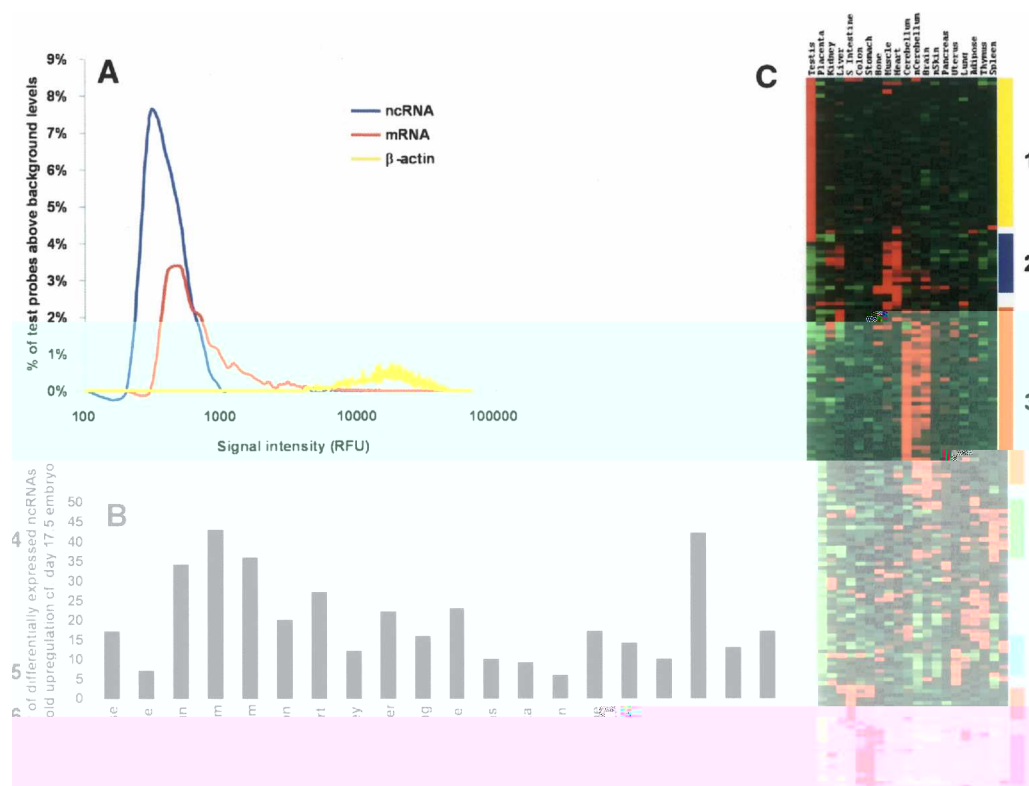 A
9%
8%
7%
6%
5%
4%
3%
2%
1%
0%
% of test probes above background levels
100
1000
10000
100000
Signal intensity (RFU)
ncRNA
mRNA
β-actin
B
50
45
40
35
30
25
20
15
10
5
0
of differentially expressed ncRNAs
old upregulation cf day 17 5 embryo
4
5
C
Testis
Placenta
Kidney
Liver
S Intestine
Colon
Stomach
Bone
Muscle
Heart
Cerebellum
nCerebellum
Brain
nSkin
Pancreas
Uterus
Lung
Adipose
Thymus
Spleen
1
2
3